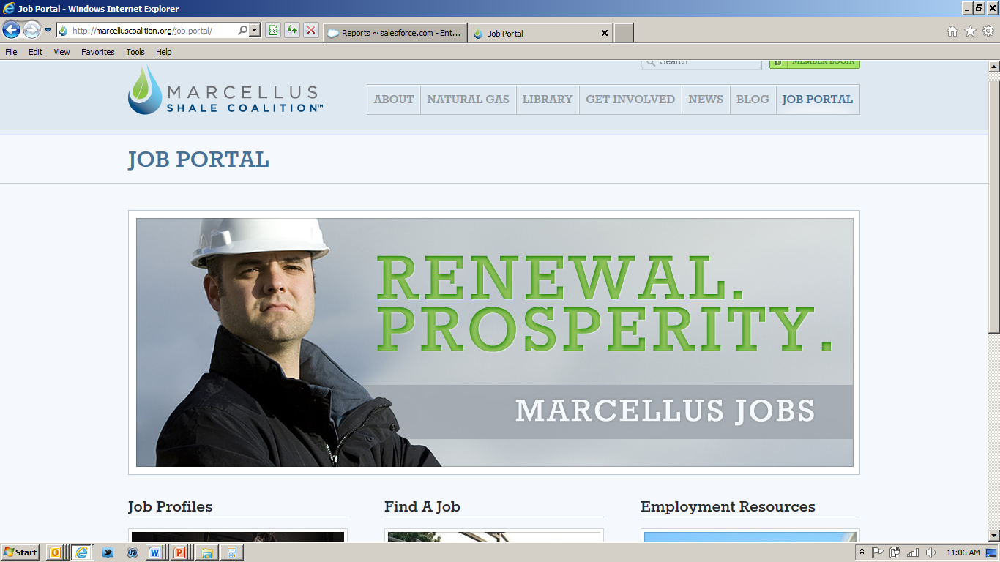 Job Portal - Windows Internet Explorer
http://marcelluscoalition.org/job-portal/
Reports ~ salesforce.com - Ent...
Job Portal
File Edit View Favorites Tools Help
Search
MEMBER LOGIN
MARCELLUS
SHALE COALITION™
ABOUT NATURAL GAS LIBRARY GET INVOLVED NEWS BLOG JOB PORTAL
JOB PORTAL
RENEWAL.
PROSPERITY.
MARCELLUS JOBS
Job Profiles
Find A Job
Employment Resources
Start
11:06 AM